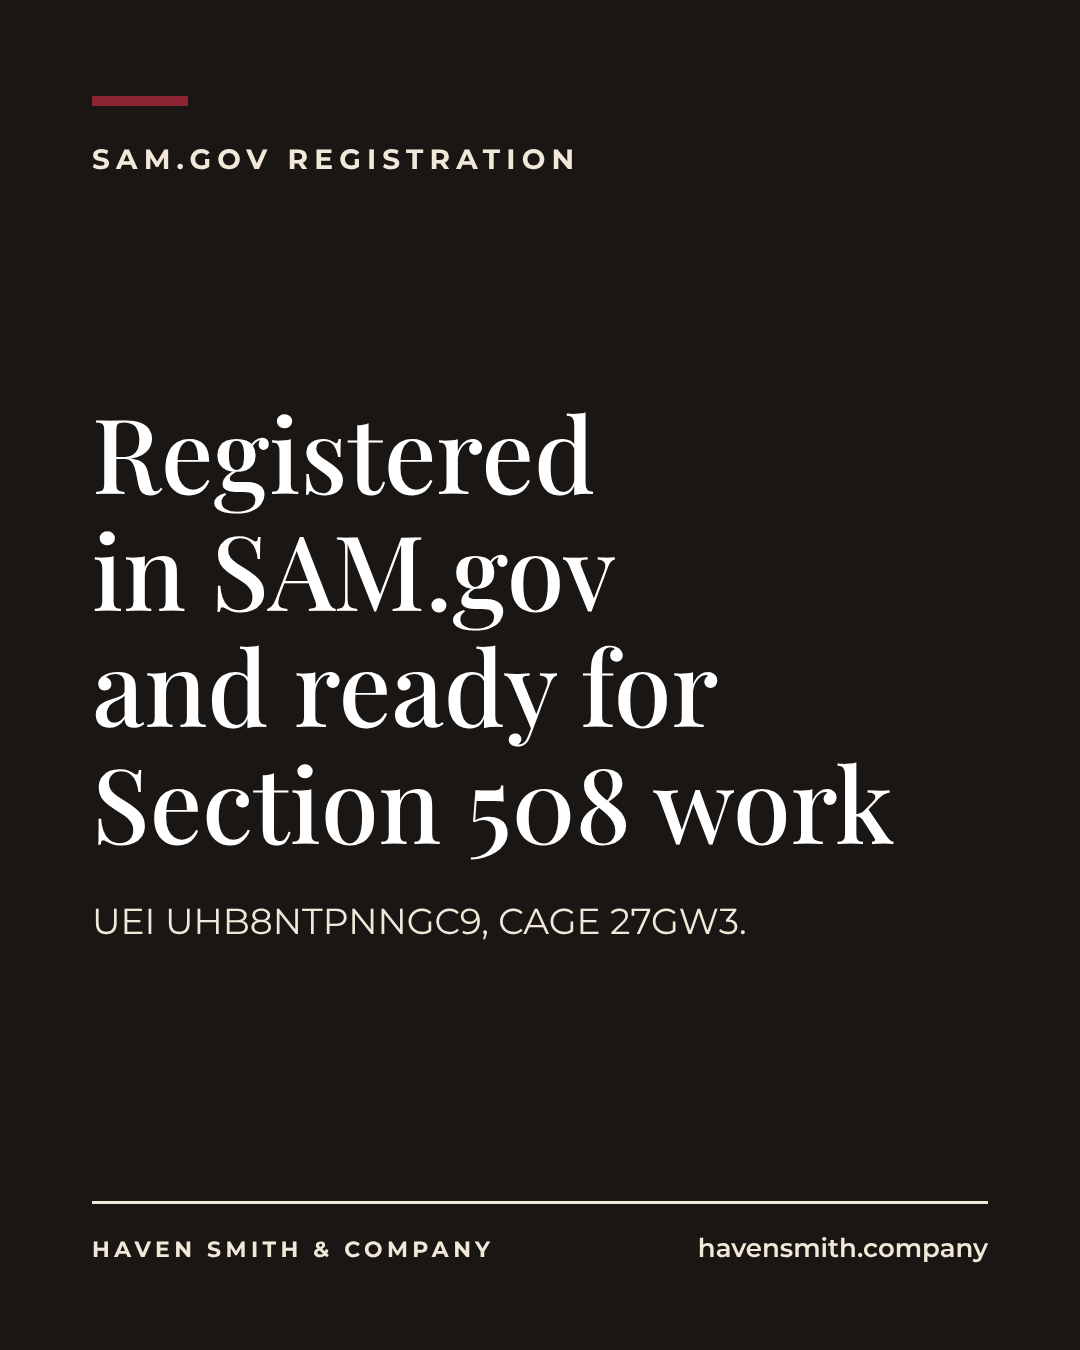 SAM.GOV REGISTRATION
Registered
in SAM.gov
and ready for
Section 508 work
UEI UHB8NTPNNGC9, CAGE 27GW3.
HAVEN SMITH & COMPANY
havensmith.company